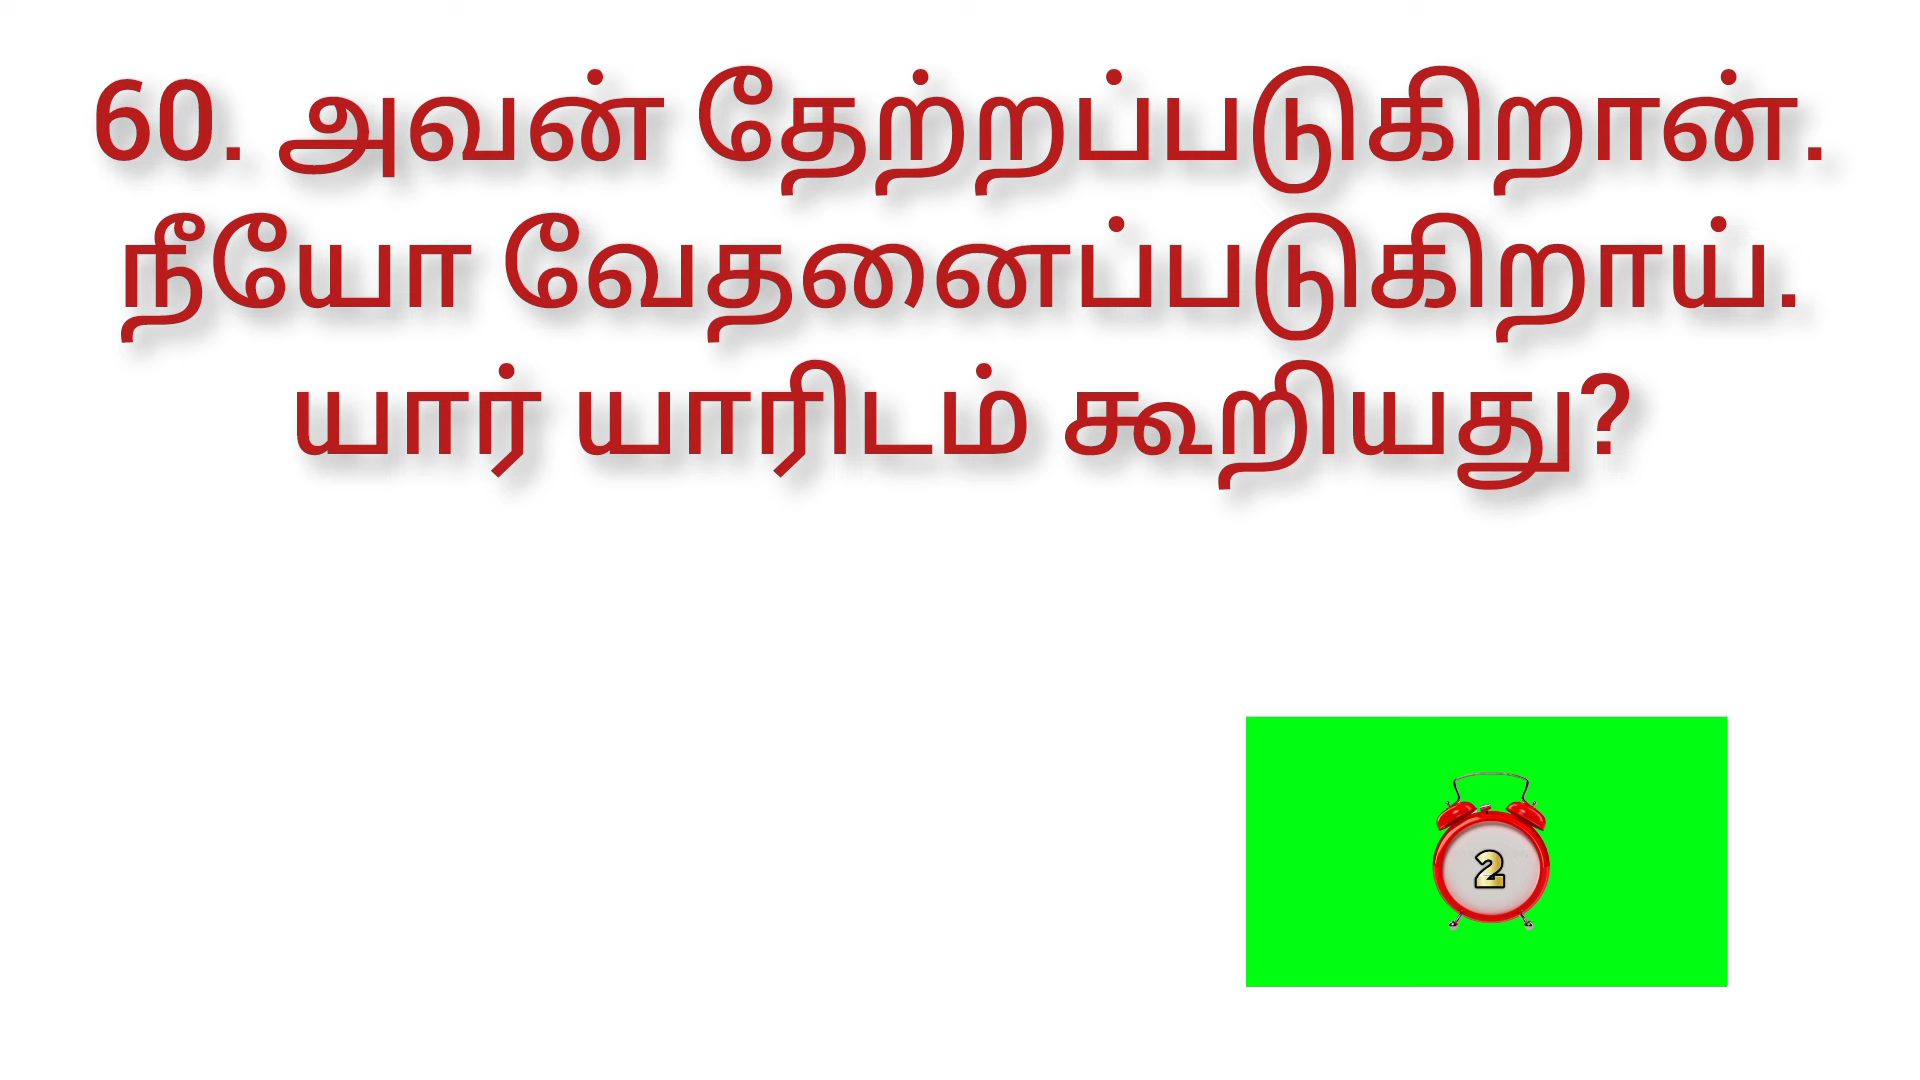 60. அவன் தேற்றப்படுகிறான்.
நீயோ வேதனைப்படுகிறாய்.
யார் யாரிடம் கூறியது?
2